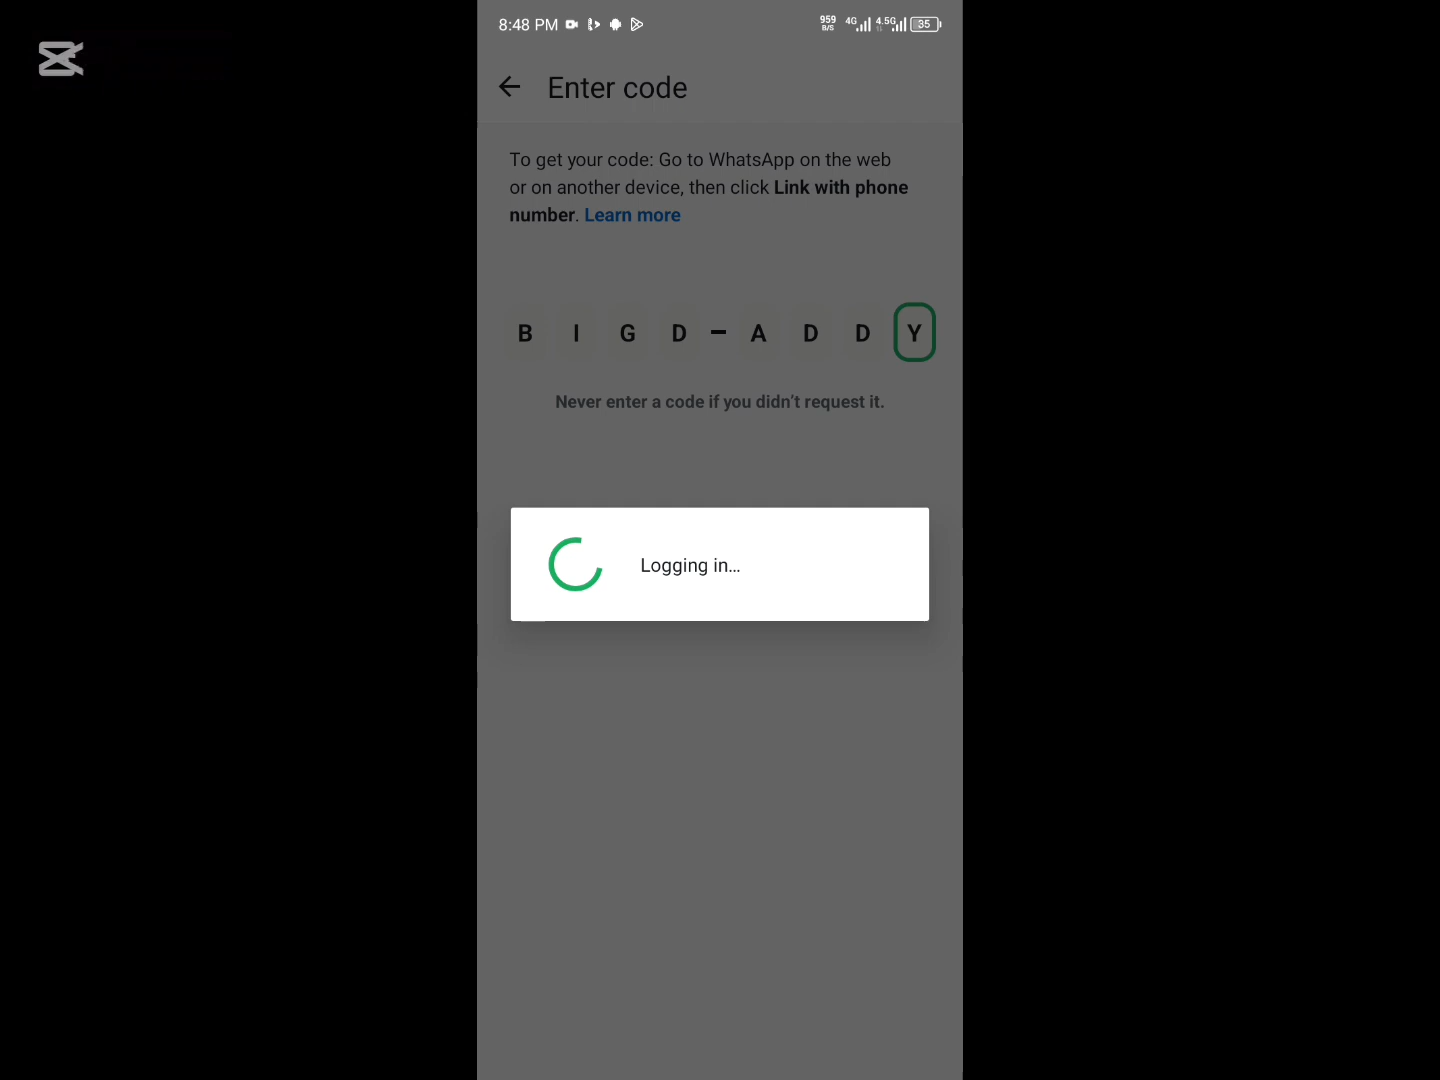 8:48 PM
959 B/S 4G 4.5G 35
Enter code
To get your code: Go to WhatsApp on the web
or on another device, then click Link with phone
number. Learn more
B I G D – A D D Y
Never enter a code if you didn’t request it.
Logging in...